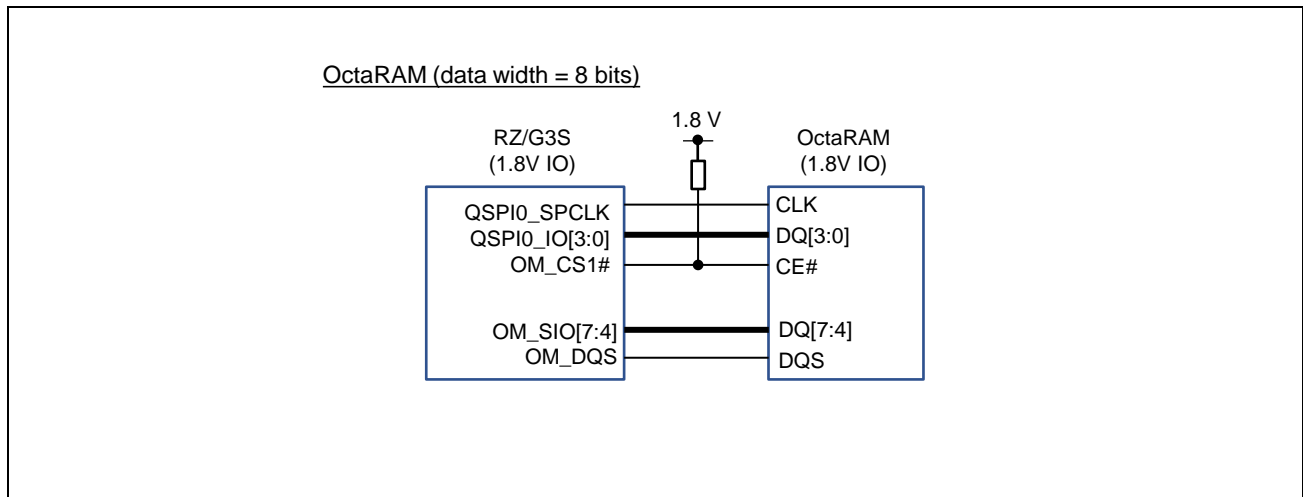 OctaRAM (data width = 8 bits)
1.8 V
RZ/G3S
(1.8V IO)
OctaRAM
(1.8V IO)
QSPI0_SPCLK
CLK
QSPI0_IO[3:0]
DQ[3:0]
OM_CS1#
CE#
OM_SIO[7:4]
DQ[7:4]
OM_DQS
DQS